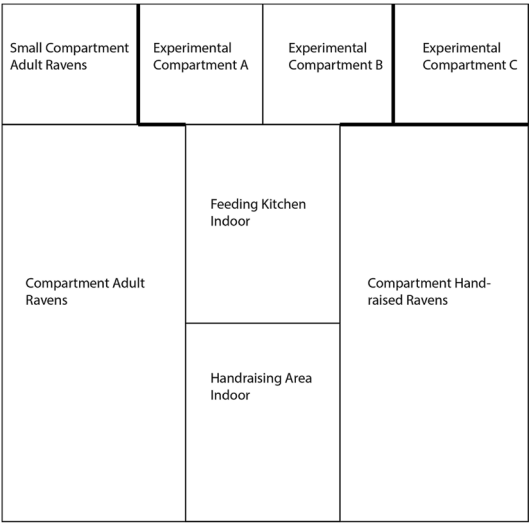 Small Compartment
Adult Ravens
Experimental
Compartment A
Experimental
Compartment B
Experimental
Compartment C
Feeding Kitchen
Indoor
Compartment Adult
Ravens
Compartment Hand-
raised Ravens
Handraising Area
Indoor